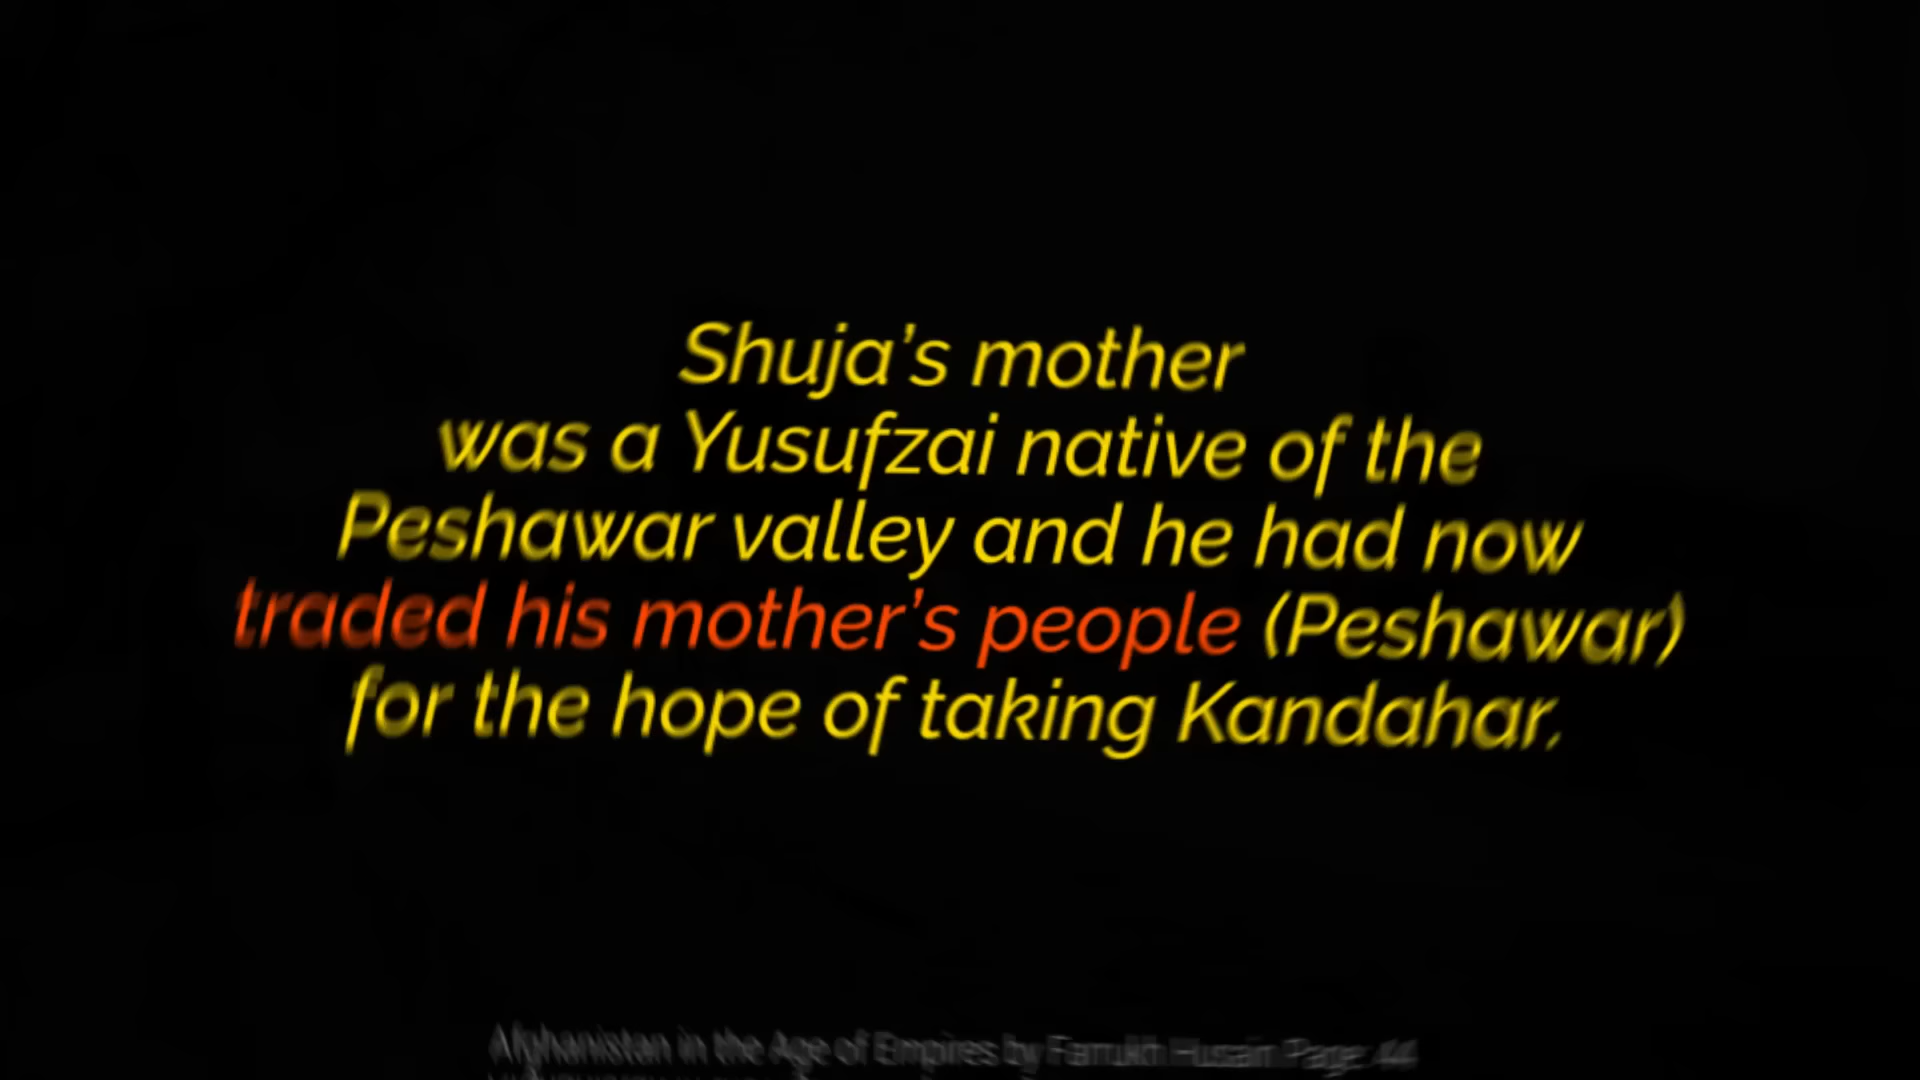 Shuja’s mother
was a Yusufzai native of the
Peshawar valley and he had now
traded his mother’s people (Peshawar)
for the hope of taking Kandahar.
Afghanistan in the Age of Empires by Farrukh Husain Page: 44